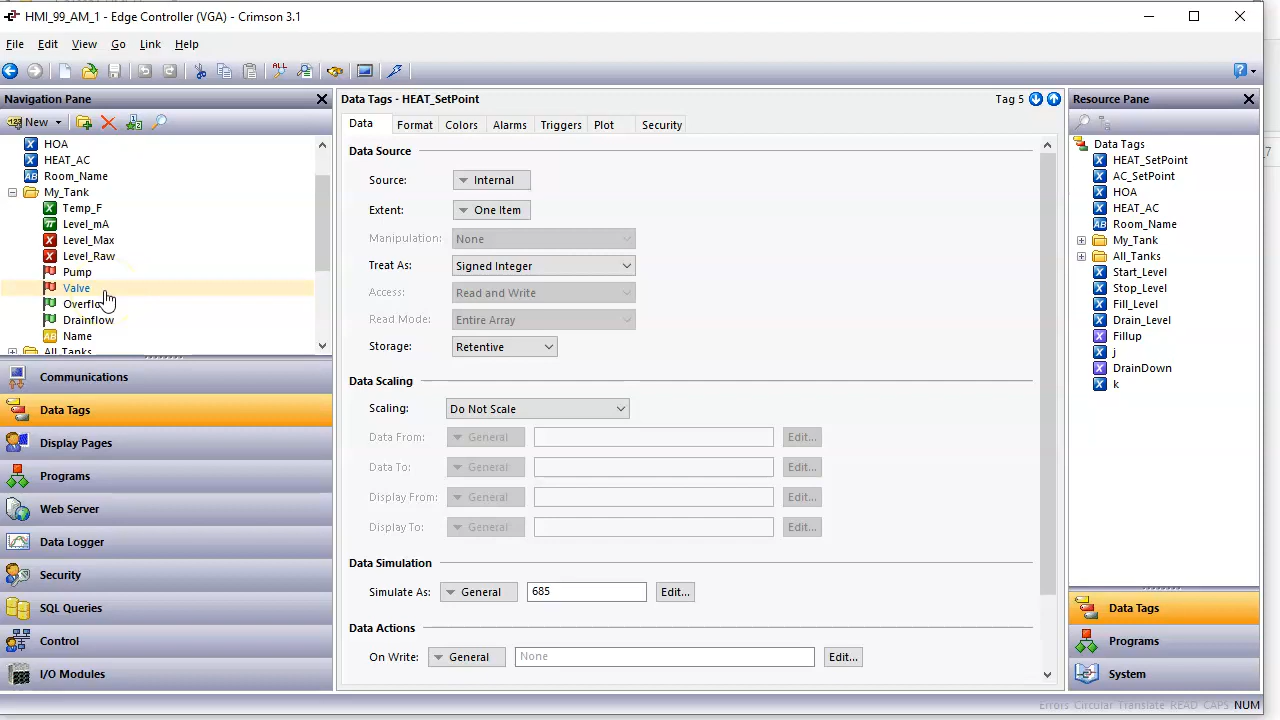 HMI_99_AM_1 - Edge Controller (VGA) - Crimson 3.1
File Edit View Go Link Help
Navigation Pane
New
HOA
HEAT_AC
Room_Name
My_Tank
Temp_F
Level_mA
Level_Max
Level_Raw
Pump
Valve
Drainflow
Name
All_Tanks
Communications
Data Tags
Display Pages
Programs
Web Server
Data Logger
Security
SQL Queries
Control
I/O Modules
Data Tags - HEAT_SetPoint
Tag 5
Data Format Colors Alarms Triggers Plot Security
Data Source
Source: Internal
Extent: One Item
Manipulation: None
Treat As: Signed Integer
Access: Read and Write
Read Mode: Entire Array
Storage: Retentive
Data Scaling
Scaling: Do Not Scale
Data From: General Edit...
Data To: General Edit...
Display From: General Edit...
Display To: General Edit...
Data Simulation
Simulate As: General 685 Edit...
Data Actions
On Write: General None Edit...
Resource Pane
Data Tags
HEAT_SetPoint
AC_SetPoint
HOA
HEAT_AC
Room_Name
My_Tank
All_Tanks
Start_Level
Stop_Level
Fill_Level
Drain_Level
Fillup
j
DrainDown
k
Data Tags
Programs
System
Errors Circular Translate READ CAPS NUM